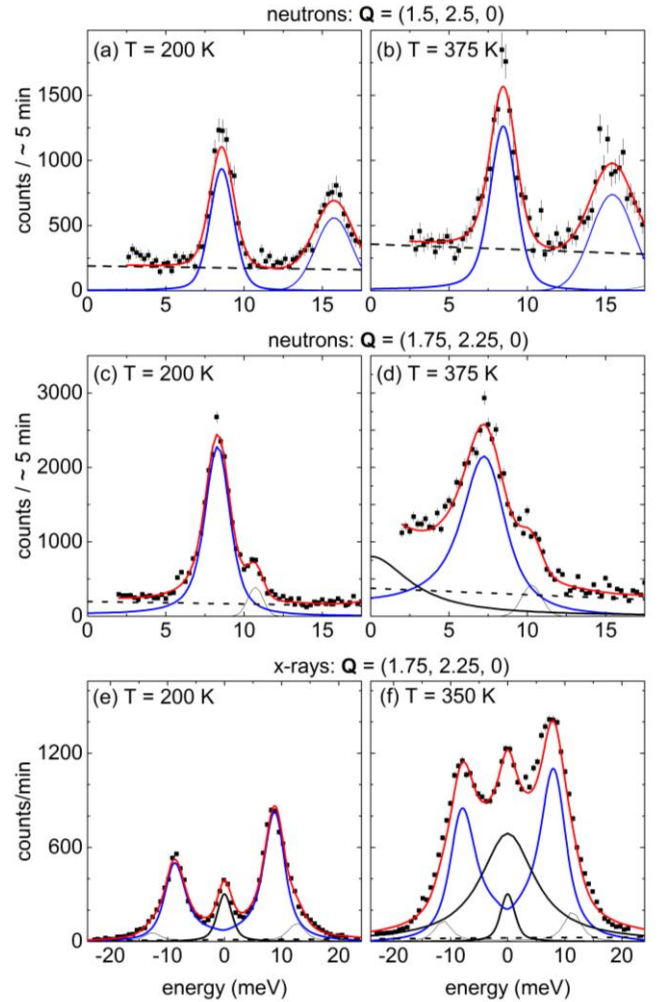 neutrons: Q = (1.5, 2.5, 0)
(a) T = 200 K
(b) T = 375 K
1500
1000
500
0
counts / ~ 5 min
0 5 10 15
0 5 10 15
neutrons: Q = (1.75, 2.25, 0)
(c) T = 200 K
(d) T = 375 K
3000
2000
1000
0
counts / ~ 5 min
0 5 10 15
0 5 10 15
x-rays: Q = (1.75, 2.25, 0)
(e) T = 200 K
(f) T = 350 K
1200
600
0
counts/min
-20 -10 0 10 20
-20 -10 0 10 20
energy (meV)
energy (meV)